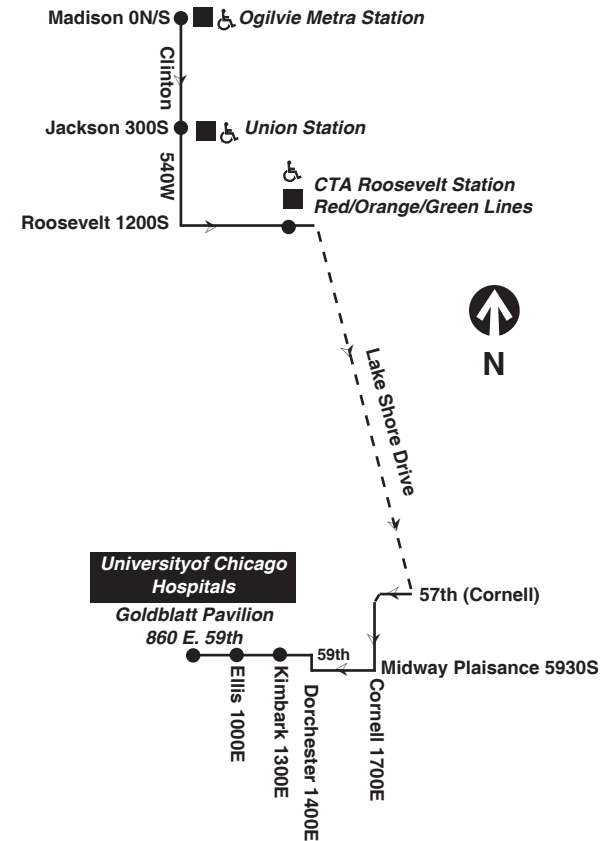 Madison 0N/S
Ogilvie Metra Station
Clinton
Jackson 300S
Union Station
540W
CTA Roosevelt Station
Red/Orange/Green Lines
Roosevelt 1200S
N
Lake Shore Drive
Universityof Chicago
Hospitals
57th (Cornell)
Goldblatt Pavilion
860 E. 59th
59th
Midway Plaisance 5930S
Ellis 1000E
Kimbark 1300E
Dorchester 1400E
Cornell 1700E